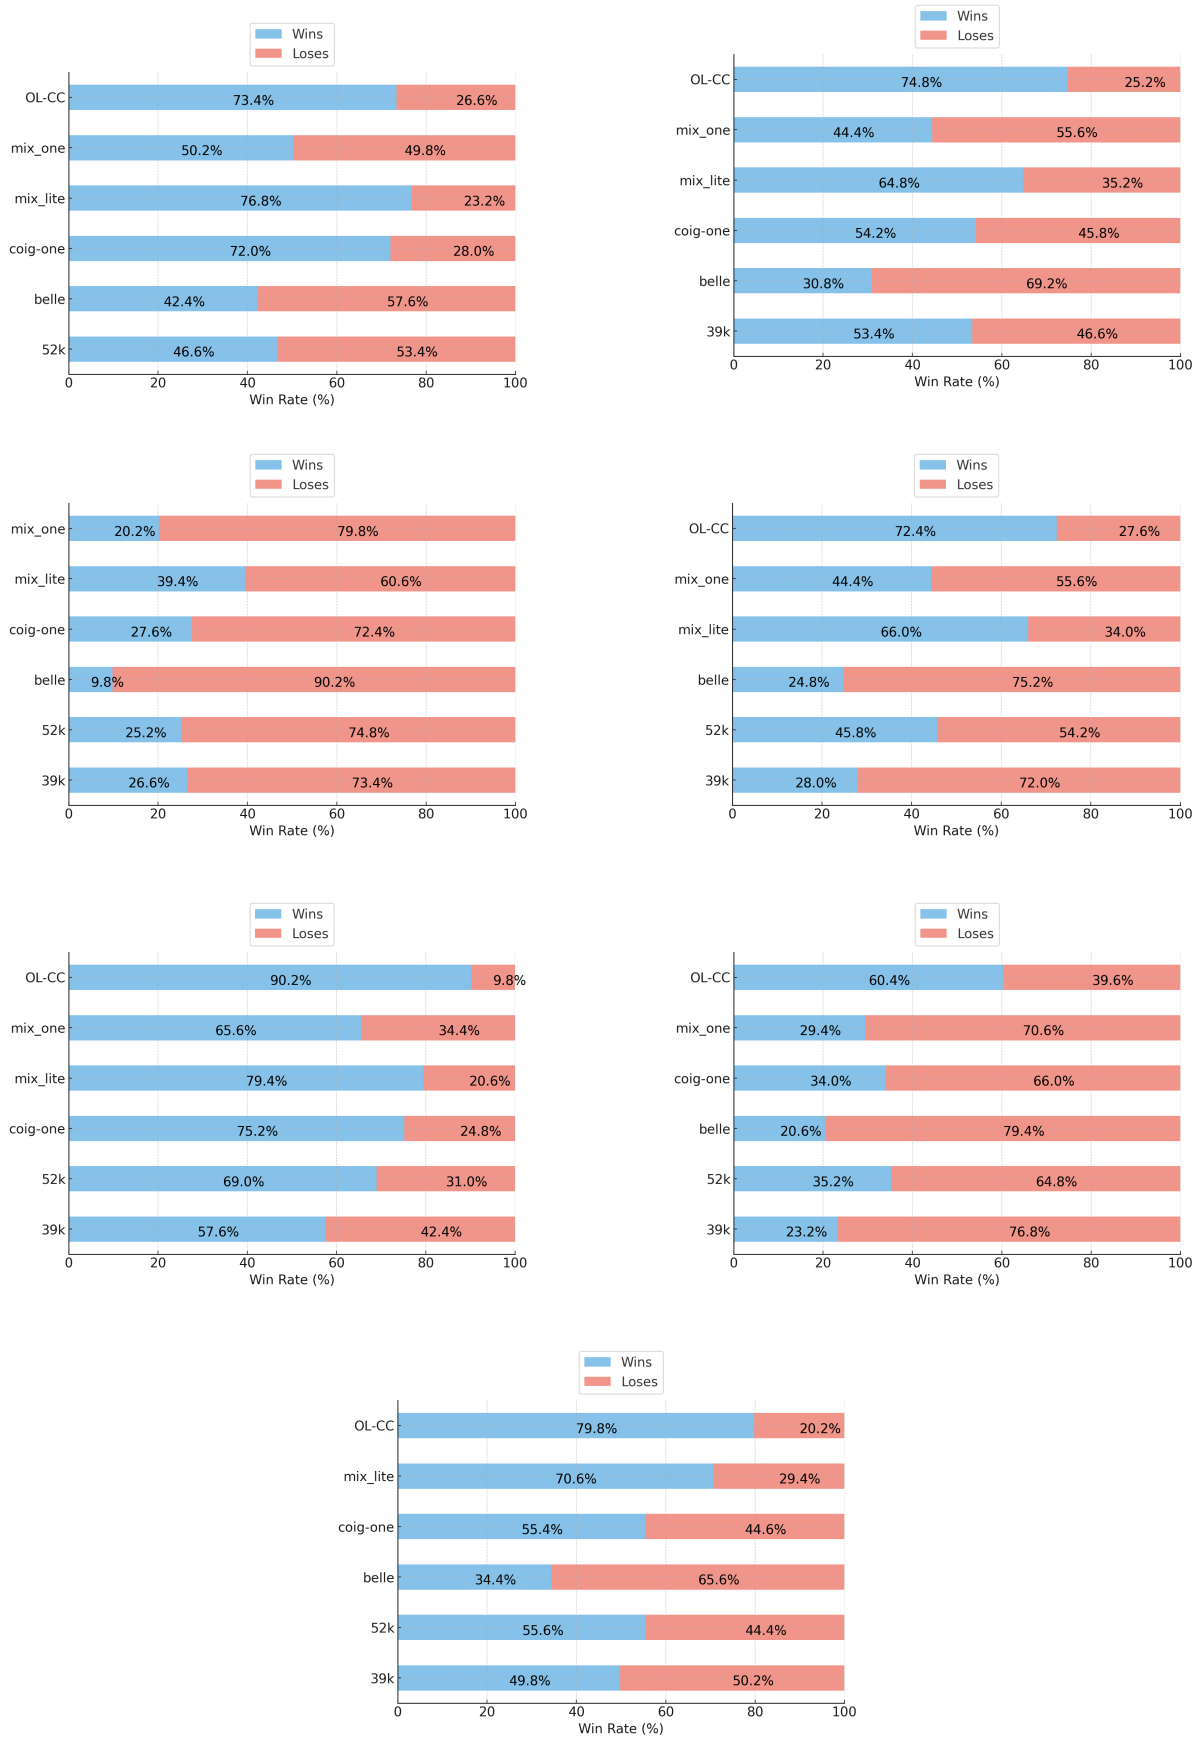 Wins
Loses
OL-CC 73.4% 26.6%
mix_one 50.2% 49.8%
mix_lite 76.8% 23.2%
coig-one 72.0% 28.0%
belle 42.4% 57.6%
52k 46.6% 53.4%
0 20 40 60 80 100
Win Rate (%)
Wins
Loses
OL-CC 74.8% 25.2%
mix_one 44.4% 55.6%
mix_lite 64.8% 35.2%
coig-one 54.2% 45.8%
belle 30.8% 69.2%
39k 53.4% 46.6%
0 20 40 60 80 100
Win Rate (%)
Wins
Loses
mix_one 20.2% 79.8%
mix_lite 39.4% 60.6%
coig-one 27.6% 72.4%
belle 9.8% 90.2%
52k 25.2% 74.8%
39k 26.6% 73.4%
0 20 40 60 80 100
Win Rate (%)
Wins
Loses
OL-CC 72.4% 27.6%
mix_one 44.4% 55.6%
mix_lite 66.0% 34.0%
belle 24.8% 75.2%
52k 45.8% 54.2%
39k 28.0% 72.0%
0 20 40 60 80 100
Win Rate (%)
Wins
Loses
OL-CC 90.2% 9.8%
mix_one 65.6% 34.4%
mix_lite 79.4% 20.6%
coig-one 75.2% 24.8%
52k 69.0% 31.0%
39k 57.6% 42.4%
0 20 40 60 80 100
Win Rate (%)
Wins
Loses
OL-CC 60.4% 39.6%
mix_one 29.4% 70.6%
coig-one 34.0% 66.0%
belle 20.6% 79.4%
52k 35.2% 64.8%
39k 23.2% 76.8%
0 20 40 60 80 100
Win Rate (%)
Wins
Loses
OL-CC 79.8% 20.2%
mix_lite 70.6% 29.4%
coig-one 55.4% 44.6%
belle 34.4% 65.6%
52k 55.6% 44.4%
39k 49.8% 50.2%
0 20 40 60 80 100
Win Rate (%)